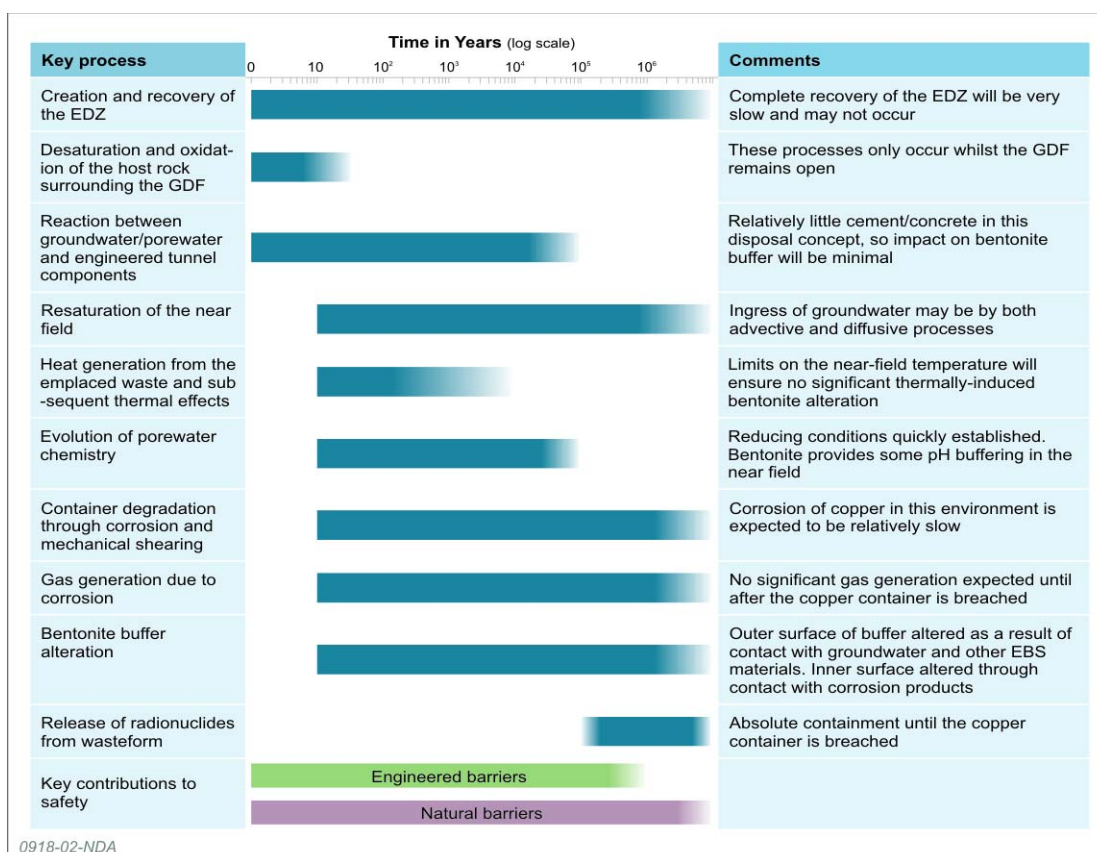 Time in Years (log scale)
Key process
0 10 10² 10³ 10⁴ 10⁵ 10⁶
Comments
Creation and recovery of
the EDZ
Complete recovery of the EDZ will be very
slow and may not occur
Desaturation and oxidat-
ion of the host rock
surrounding the GDF
These processes only occur whilst the GDF
remains open
Reaction between
groundwater/porewater
and engineered tunnel
components
Relatively little cement/concrete in this
disposal concept, so impact on bentonite
buffer will be minimal
Resaturation of the near
field
Ingress of groundwater may be by both
advective and diffusive processes
Heat generation from the
emplaced waste and sub
-sequent thermal effects
Limits on the near-field temperature will
ensure no significant thermally-induced
bentonite alteration
Evolution of porewater
chemistry
Reducing conditions quickly established.
Bentonite provides some pH buffering in the
near field
Container degradation
through corrosion and
mechanical shearing
Corrosion of copper in this environment is
expected to be relatively slow
Gas generation due to
corrosion
No significant gas generation expected until
after the copper container is breached
Bentonite buffer
alteration
Outer surface of buffer altered as a result of
contact with groundwater and other EBS
materials. Inner surface altered through
contact with corrosion products
Release of radionuclides
from wasteform
Absolute containment until the copper
container is breached
Key contributions to
safety
Engineered barriers
Natural barriers
0918-02-NDA